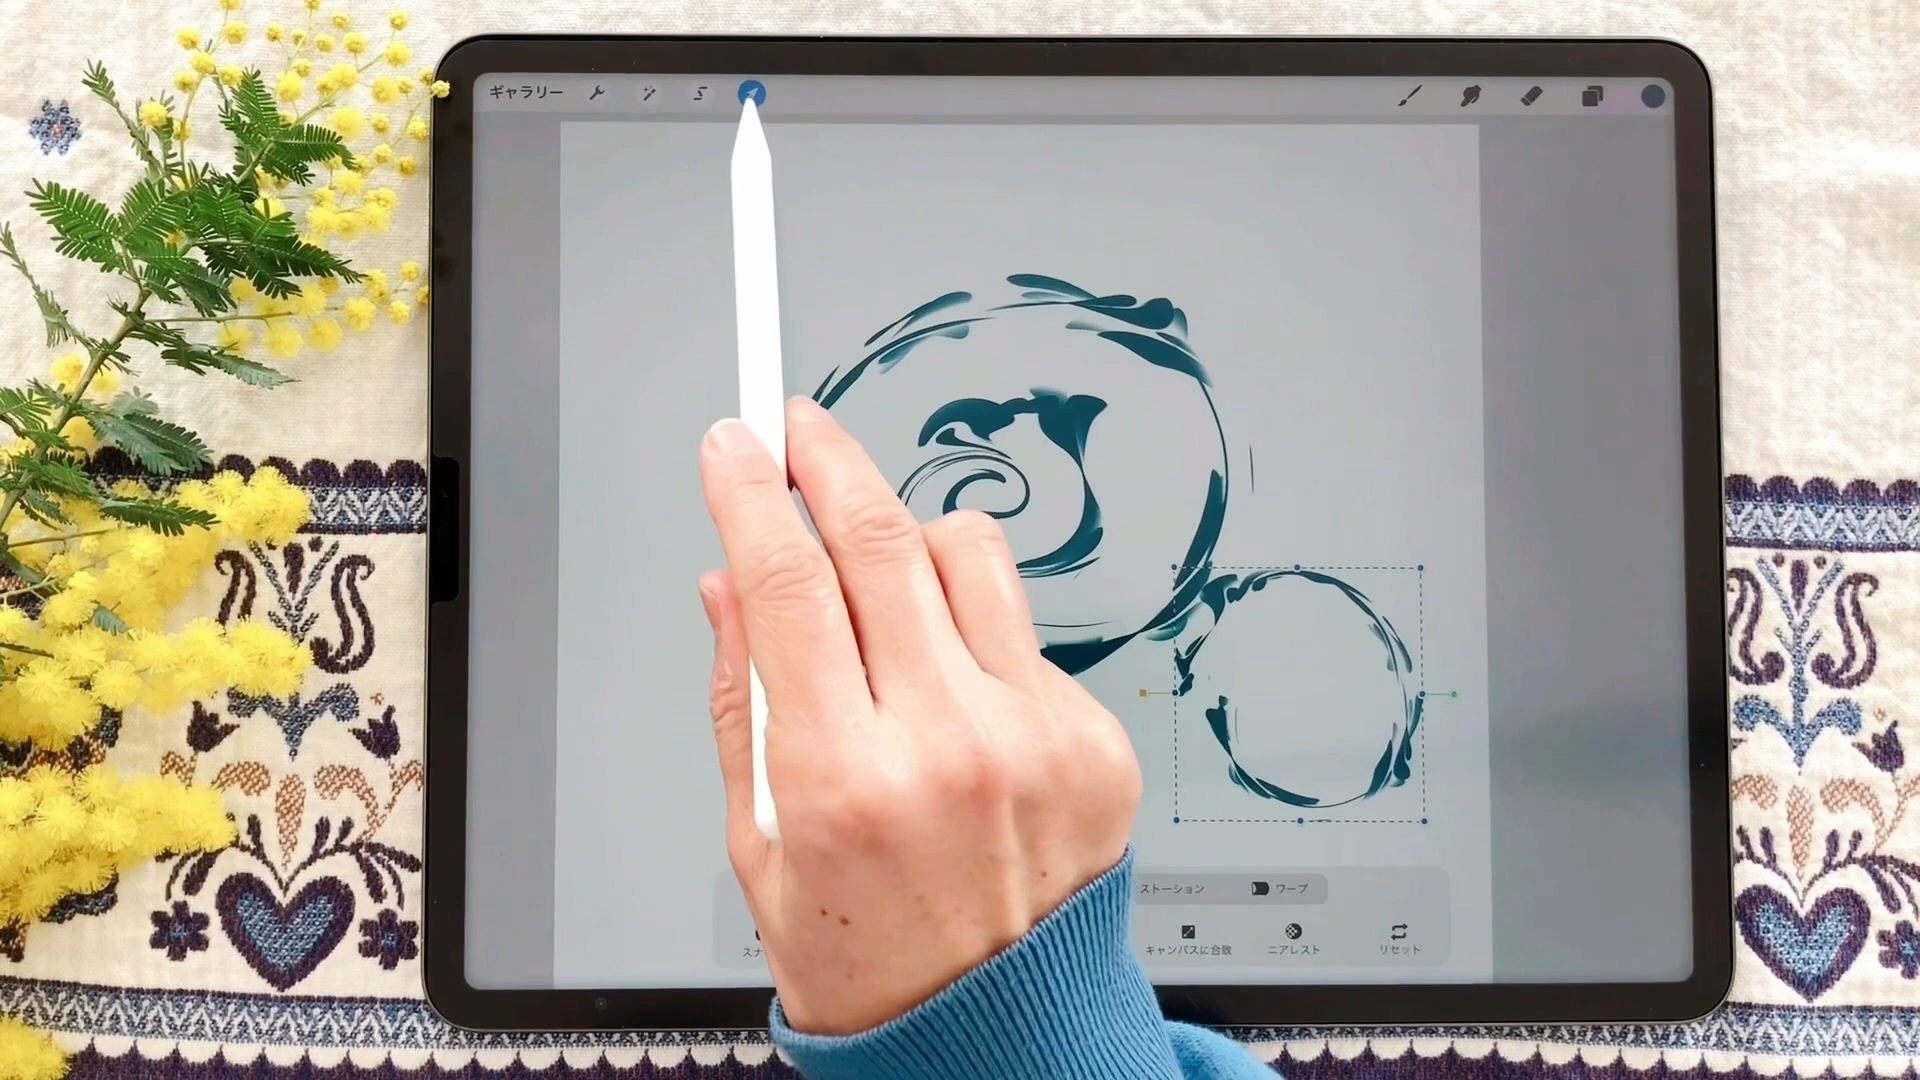 ギャラリー
ストーション
ワープ
スナ
キャンバスに合致
ニアレスト
リセット